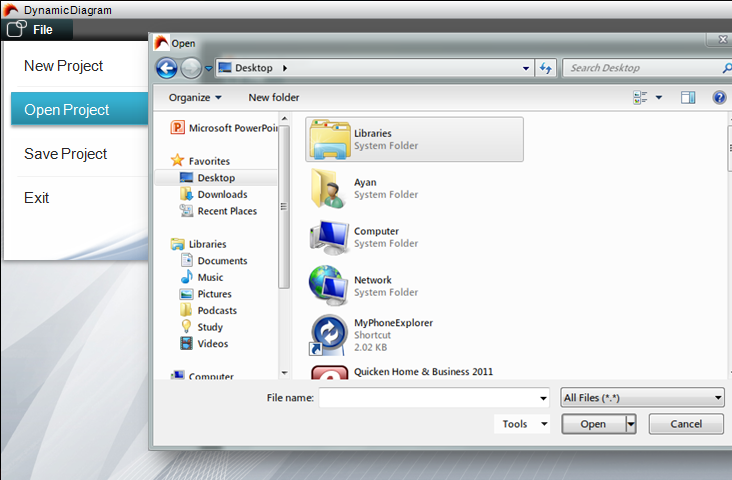 DynamicDiagram
File
New Project
Open Project
Save Project
Exit
Open
Desktop
Search Desktop
Organize
New folder
Microsoft PowerPoin
Favorites
Desktop
Downloads
Recent Places
Libraries
Documents
Music
Pictures
Podcasts
Study
Videos
Computer
Libraries
System Folder
Ayan
System Folder
Computer
System Folder
Network
System Folder
MyPhoneExplorer
Shortcut
2.02 KB
Quicken Home & Business 2011
File name:
All Files (*.*)
Tools
Open
Cancel